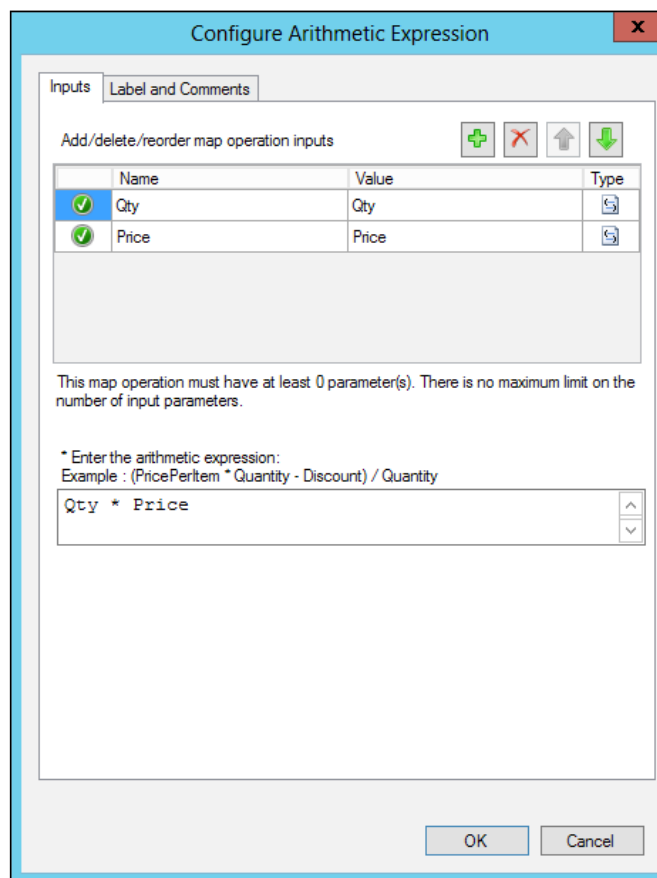 Configure Arithmetic Expression
x
Inputs
Label and Comments
Add/delete/reorder map operation inputs
Name Value Type
Qty Qty
Price Price
This map operation must have at least 0 parameter(s). There is no maximum limit on the
number of input parameters.
* Enter the arithmetic expression:
Example : (PricePerItem * Quantity - Discount) / Quantity
Qty * Price
OK Cancel